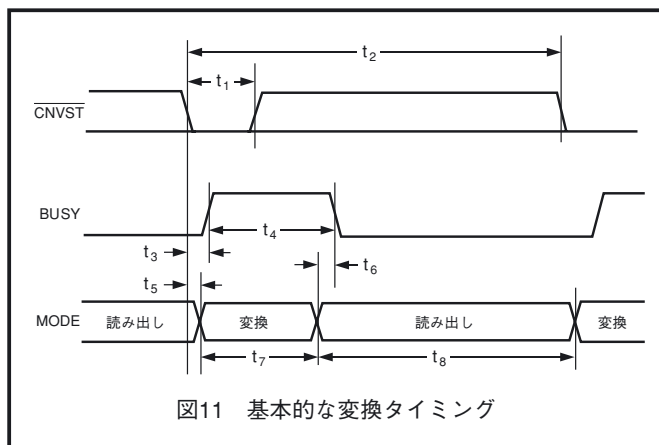 t2
t1
CNVST
BUSY
t4
t3
t6
t5
MODE 読み出し 変換 読み出し 変換
t7 t8
図11 基本的な変換タイミング